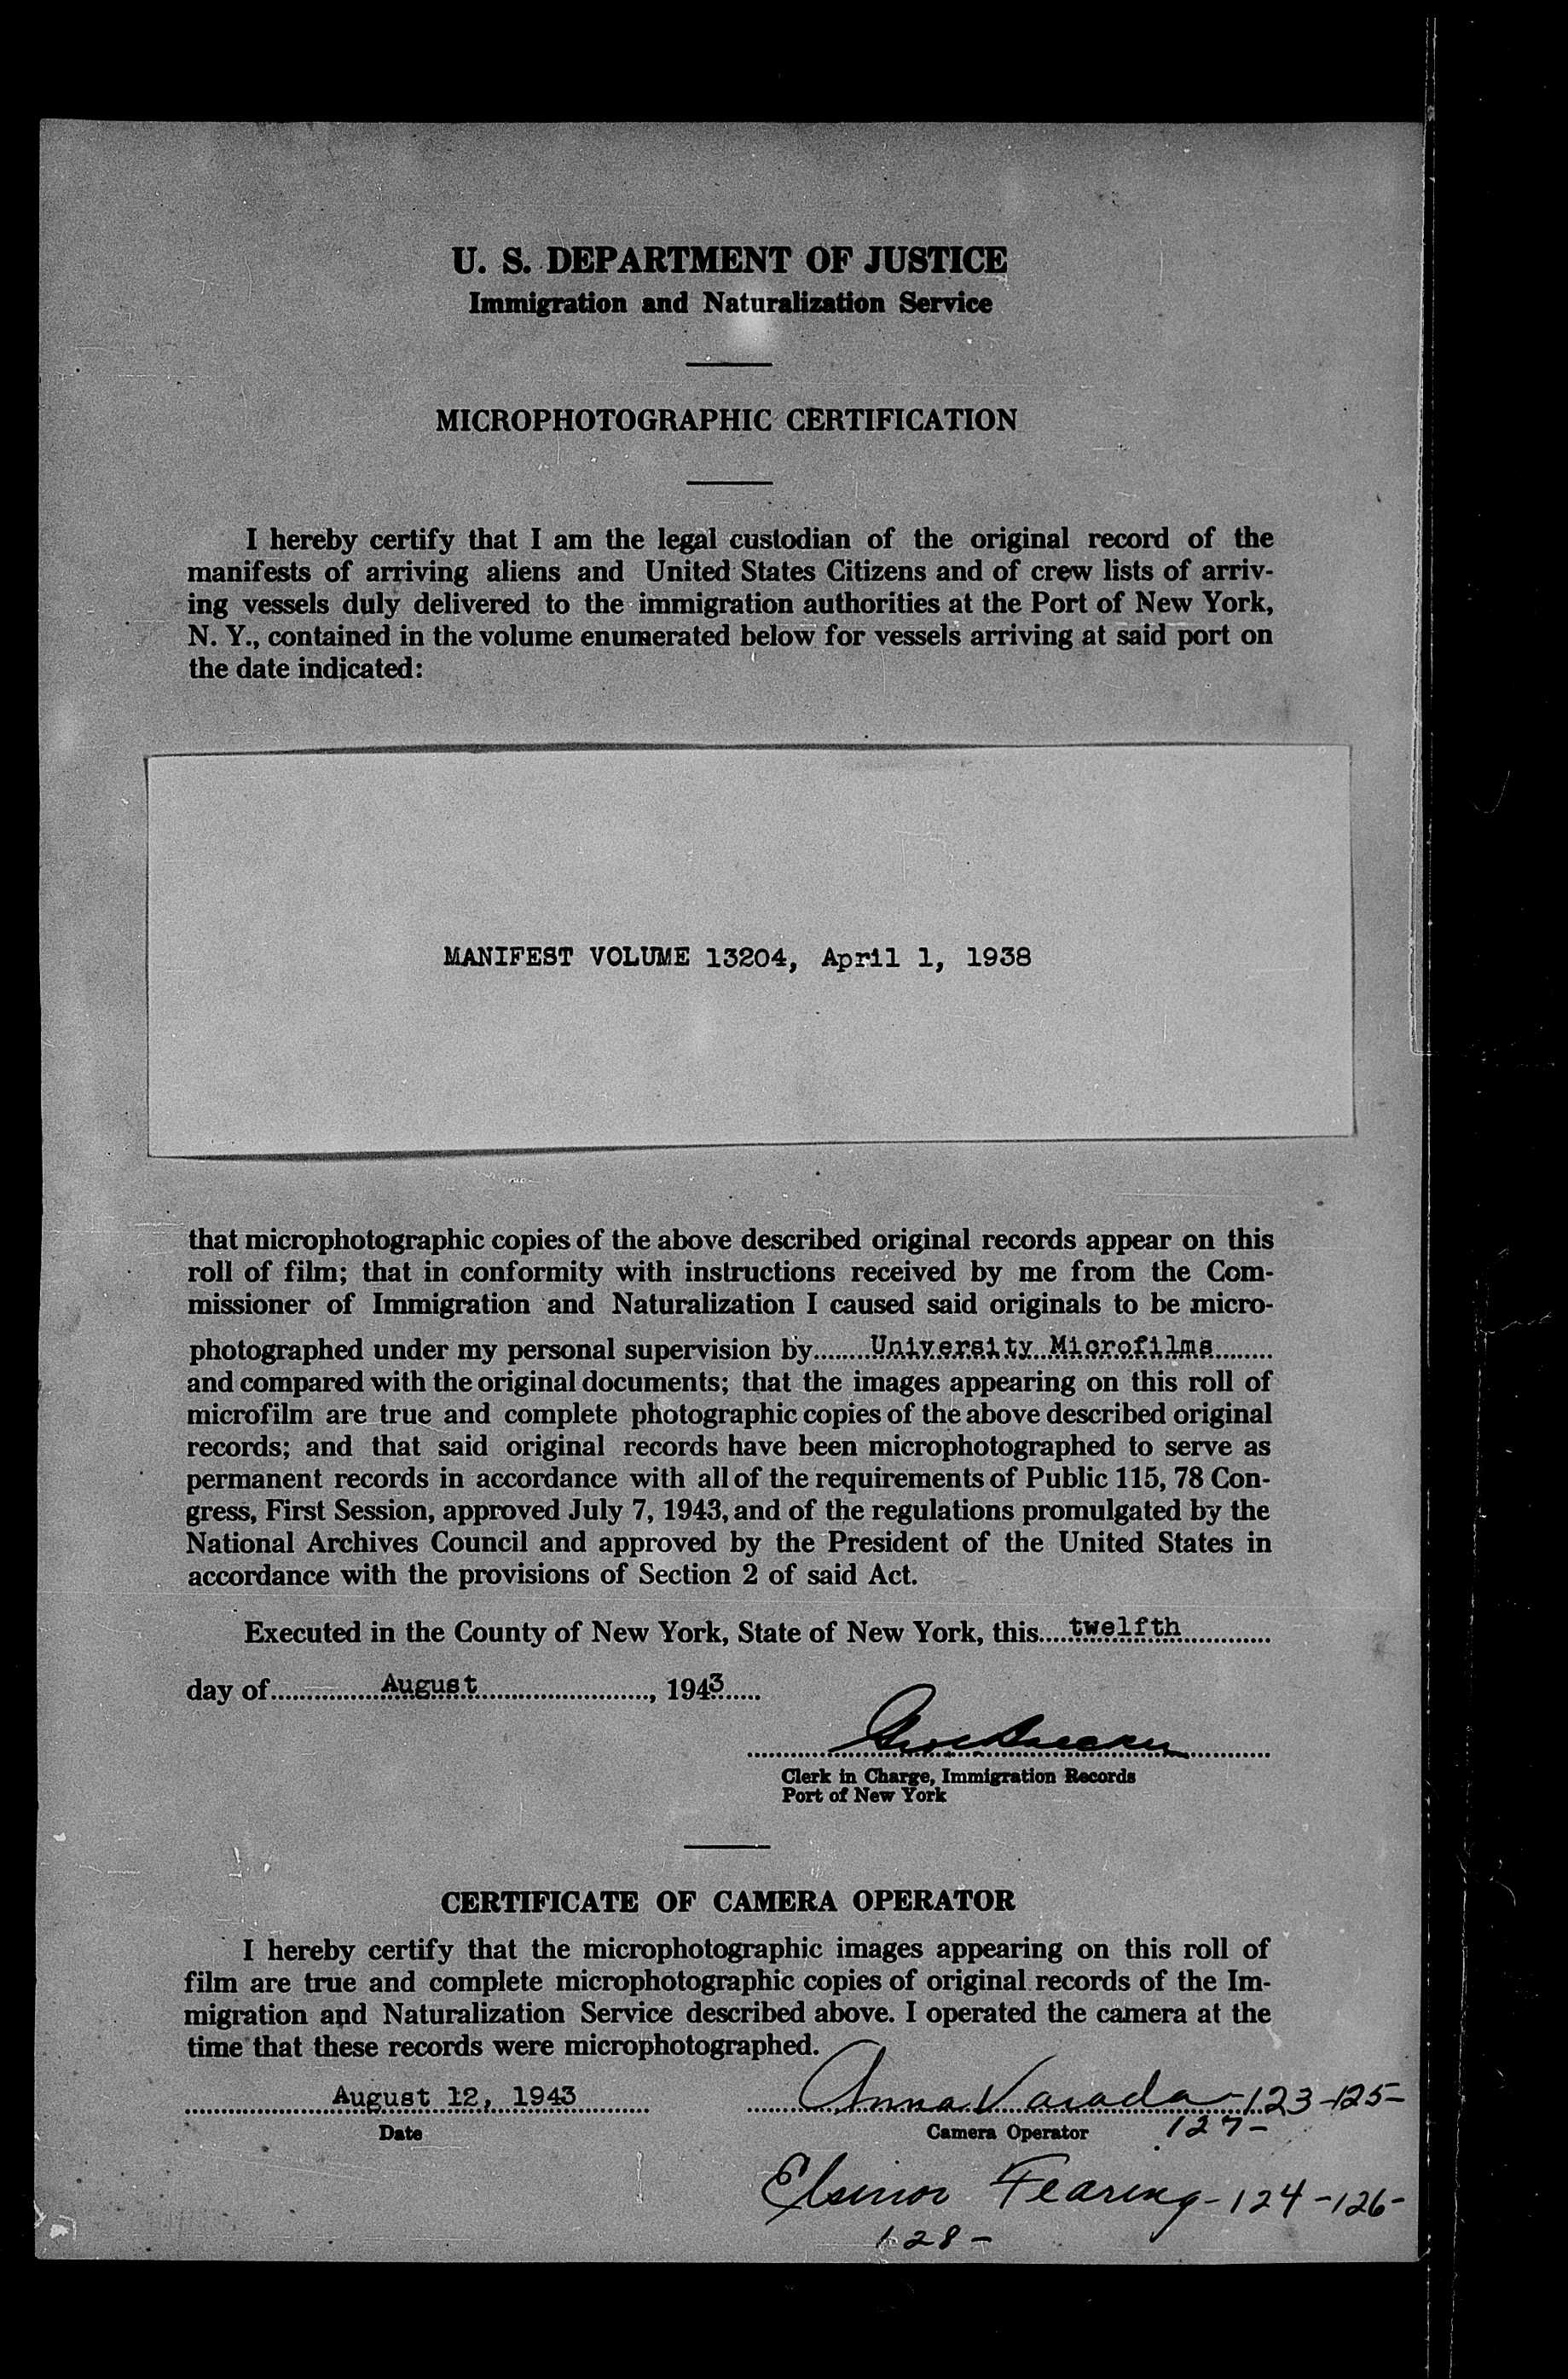 U. S. DEPARTMENT OF JUSTICE
Immigration and Naturalization Service
MICROPHOTOGRAPHIC CERTIFICATION
I hereby certify that I am the legal custodian of the original record of the
manifests of arriving aliens and United States Citizens and of crew lists of arriv-
ing vessels duly delivered to the immigration authorities at the Port of New York,
N. Y., contained in the volume enumerated below for vessels arriving at said port on
the date indicated:
MANIFEST VOLUME 13204, April 1, 1938
that microphotographic copies of the above described original records appear on this
roll of film; that in conformity with instructions received by me from the Com-
missioner of Immigration and Naturalization I caused said originals to be micro-
photographed under my personal supervision by University Microfilms
and compared with the original documents; that the images appearing on this roll of
microfilm are true and complete photographic copies of the above described original
records; and that said original records have been microphotographed to serve as
permanent records in accordance with all of the requirements of Public 115, 78 Con-
gress, First Session, approved July 7, 1943, and of the regulations promulgated by the
National Archives Council and approved by the President of the United States in
accordance with the provisions of Section 2 of said Act.
Executed in the County of New York, State of New York, this twelfth
day of August, 1943
Clerk in Charge, Immigration Records
Port of New York
CERTIFICATE OF CAMERA OPERATOR
I hereby certify that the microphotographic images appearing on this roll of
film are true and complete microphotographic copies of original records of the Im-
migration and Naturalization Service described above. I operated the camera at the
time that these records were microphotographed.
August 12, 1943 Anna -123-125-
Date Camera Operator 127-
Fearing-124-126-
128-